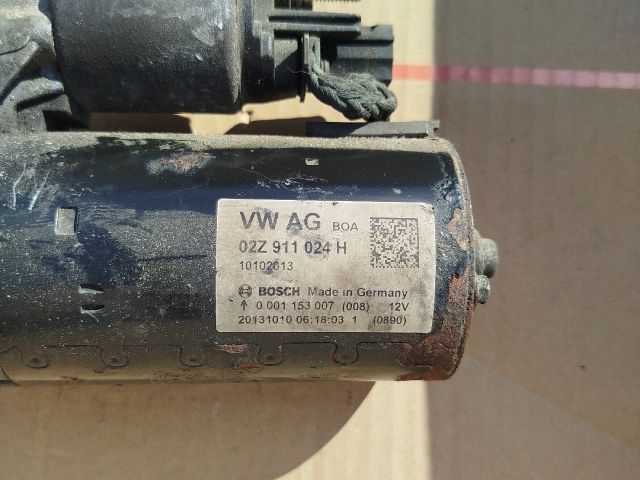 VW AG BOA
02Z 911 024 H
10102013
BOSCH Made in Germany
↑ 0 001 153 007 (008) 12V
20131010 06:18:03 1 (0890)